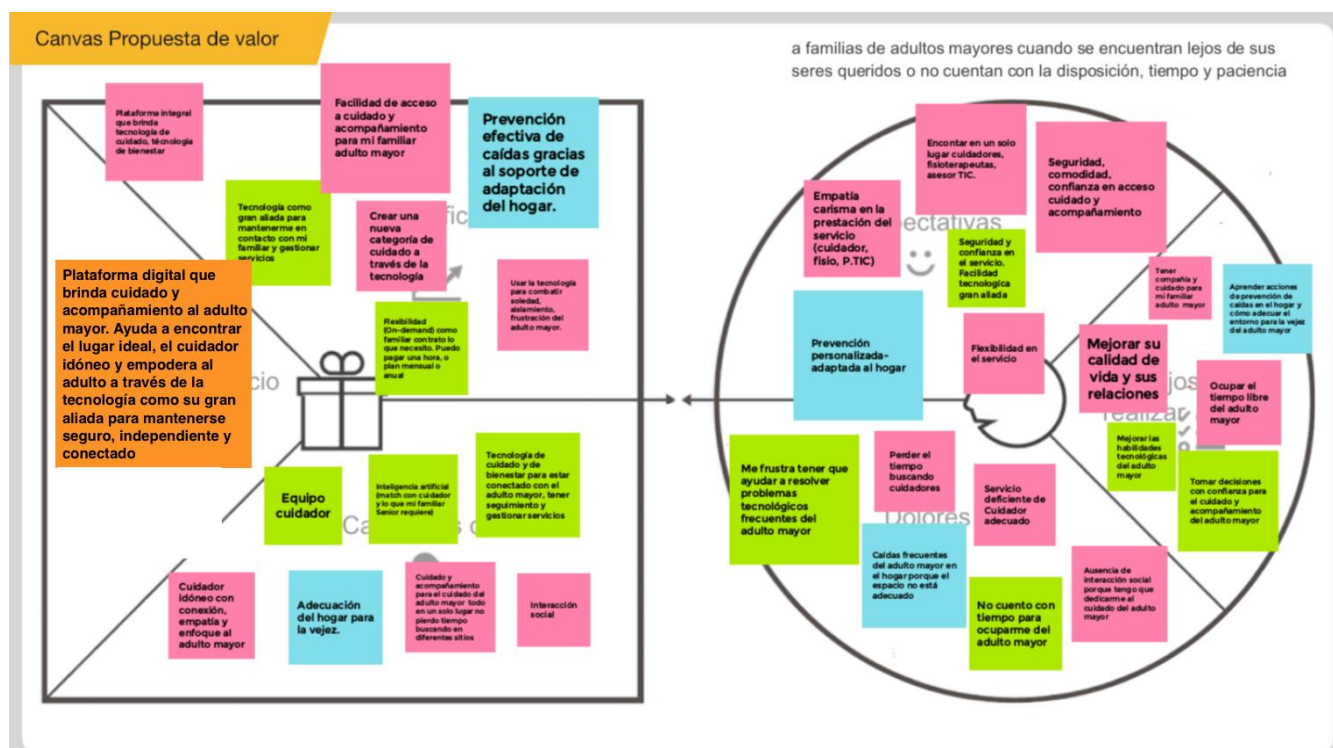 Canvas Propuesta de valor
a familias de adultos mayores cuando se encuentran lejos de sus
seres queridos o no cuentan con la disposición, tiempo y paciencia
Plataforma integral
que brinda
tecnología de
cuidado, técnología
de bienestar
Facilidad de acceso
a cuidado y
acompañamiento
para mi familiar
adulto mayor
Prevención
efectiva de
caídas gracias
al soporte de
adaptación
del hogar.
Tecnología como
gran aliada para
mantenerme en
contacto con mi
familiar y gestionar
servicios
Crear una
nueva
categoría de
cuidado a
través de la
tecnología
fic
Usar la tecnología
para combatir
soledad,
aislamiento,
frustración del
adulto mayor.
Plataforma digital que
brinda cuidado y
acompañamiento al adulto
mayor. Ayuda a encontrar
el lugar ideal, el cuidador
idóneo y empodera al
adulto a través de la
tecnología como su gran
aliada para mantenerse
seguro, independiente y
conectado
cio
Flexibilidad
(On-demand) como
familiar contrato lo
que necesito. Puedo
pagar una hora, o
plan mensual o
anual
Equipo
cuidador
Inteligencia artificial
(match con cuidador
y lo que mi familiar
Senior requiere)
Tecnología de
cuidado y de
bienestar para estar
conectado con el
adulto mayor, tener
seguimiento y
gestionar servicios
Ca
s c
Cuidador
idóneo con
conexión,
empatía y
enfoque al
adulto mayor
Adecuación
del hogar para
la vejez.
Cuidado y
acompañamiento
para el cuidado del
adulto mayor todo
en un solo lugar no
pierdo tiempo
buscando en
diferentes sitios
Interacción
social
Encontar en un solo
lugar cuidadores,
fisioterapeutas,
asesor TIC.
Seguridad,
comodidad,
confianza en acceso
cuidado y
acompañamiento
Empatía
carisma en la
prestación del
servicio
(cuidador,
fisio, P.TIC)
ectativas
Seguridad y
confianza en
el servicio.
Facilidad
tecnologíca
gran aliada
Tener
compañía y
cuidado para
mi familiar
adulto mayor
Aprender acciones
de prevención de
caídas en el hogar y
cómo adecuar el
entorno para la vejez
del adulto mayor
Prevención
personalizada-
adaptada al hogar
Flexibilidad en
el servicio
Mejorar su
calidad de
vida y sus
relaciones
jos
realizar
Ocupar el
tiempo libre
del adulto
mayor
Mejorar las
habilidades
tecnológicas
del adulto
mayor
Tomar decisiones
con confianza para
el cuidado y
acompañamiento
del adulto mayor
Me frustra tener que
ayudar a resolver
problemas
tecnológicos
frecuentes del
adulto mayor
Perder el
tiempo
buscando
cuidadores
Servicio
deficiente de
Cuidador
adecuado
Dolores
Caídas frecuentes
del adulto mayor en
el hogar porque el
espacio no está
adecuado
No cuento con
tiempo para
ocuparme del
adulto mayor
Ausencia de
interacción social
porque tengo que
dedicarme al
cuidado del adulto
mayor